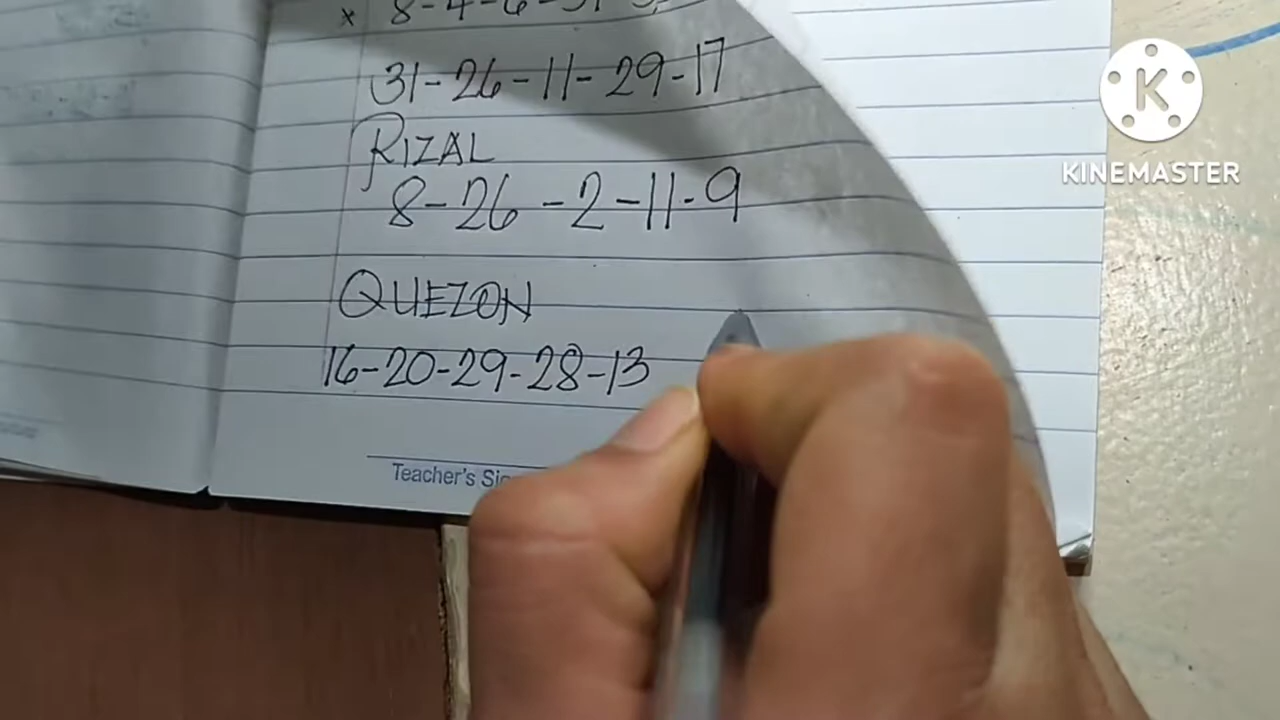 31-26-11-29-17
RIZAL
8-26-2-11-9
QUEZON
16-20-29-28-13
Teacher's
K
KINEMASTER